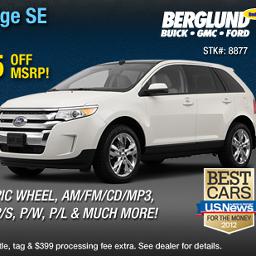 ge SE
BERGLUND
BUICK • GMC • FORD
STK#: 8877
5 OFF
MSRP!
BEST
CARS
U.S.News
FOR THE MONEY
2012
RIC WHEEL, AM/FM/CD/MP3,
P/S, P/W, P/L & MUCH MORE!
tle, tag & $399 processing fee extra. See dealer for details.